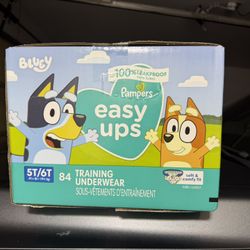 BLUEY
100% LEAKPROOF
Pampers
easy
ups
5T/6T
84 TRAINING
UNDERWEAR
SOUS-VÊTEMENTS D'ENTRAÎNEMENT
soft &
comfy fit